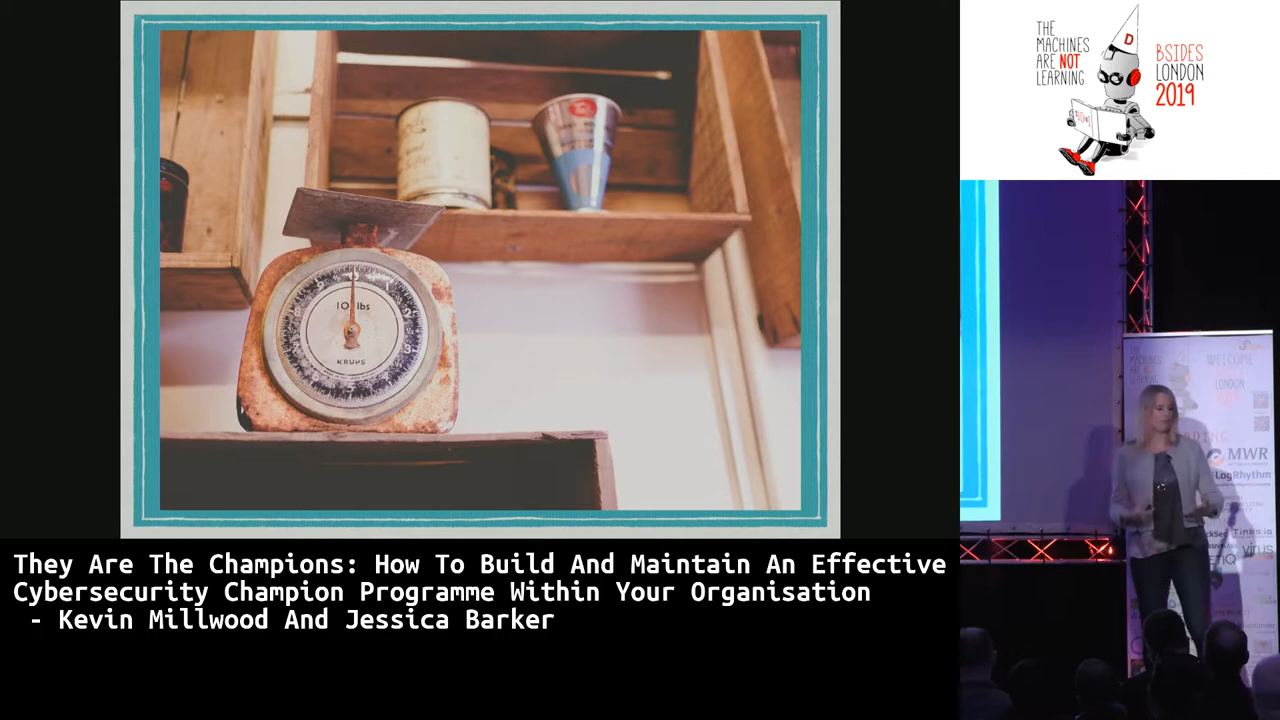 THE
MACHINES
ARE NOT
LEARNING
D
BSIDES
LONDON
2019
10 lbs
KRUPS
WELCOME
LONDON
MWR
LogRhythm
virus
They Are The Champions: How To Build And Maintain An Effective
Cybersecurity Champion Programme Within Your Organisation
- Kevin Millwood And Jessica Barker